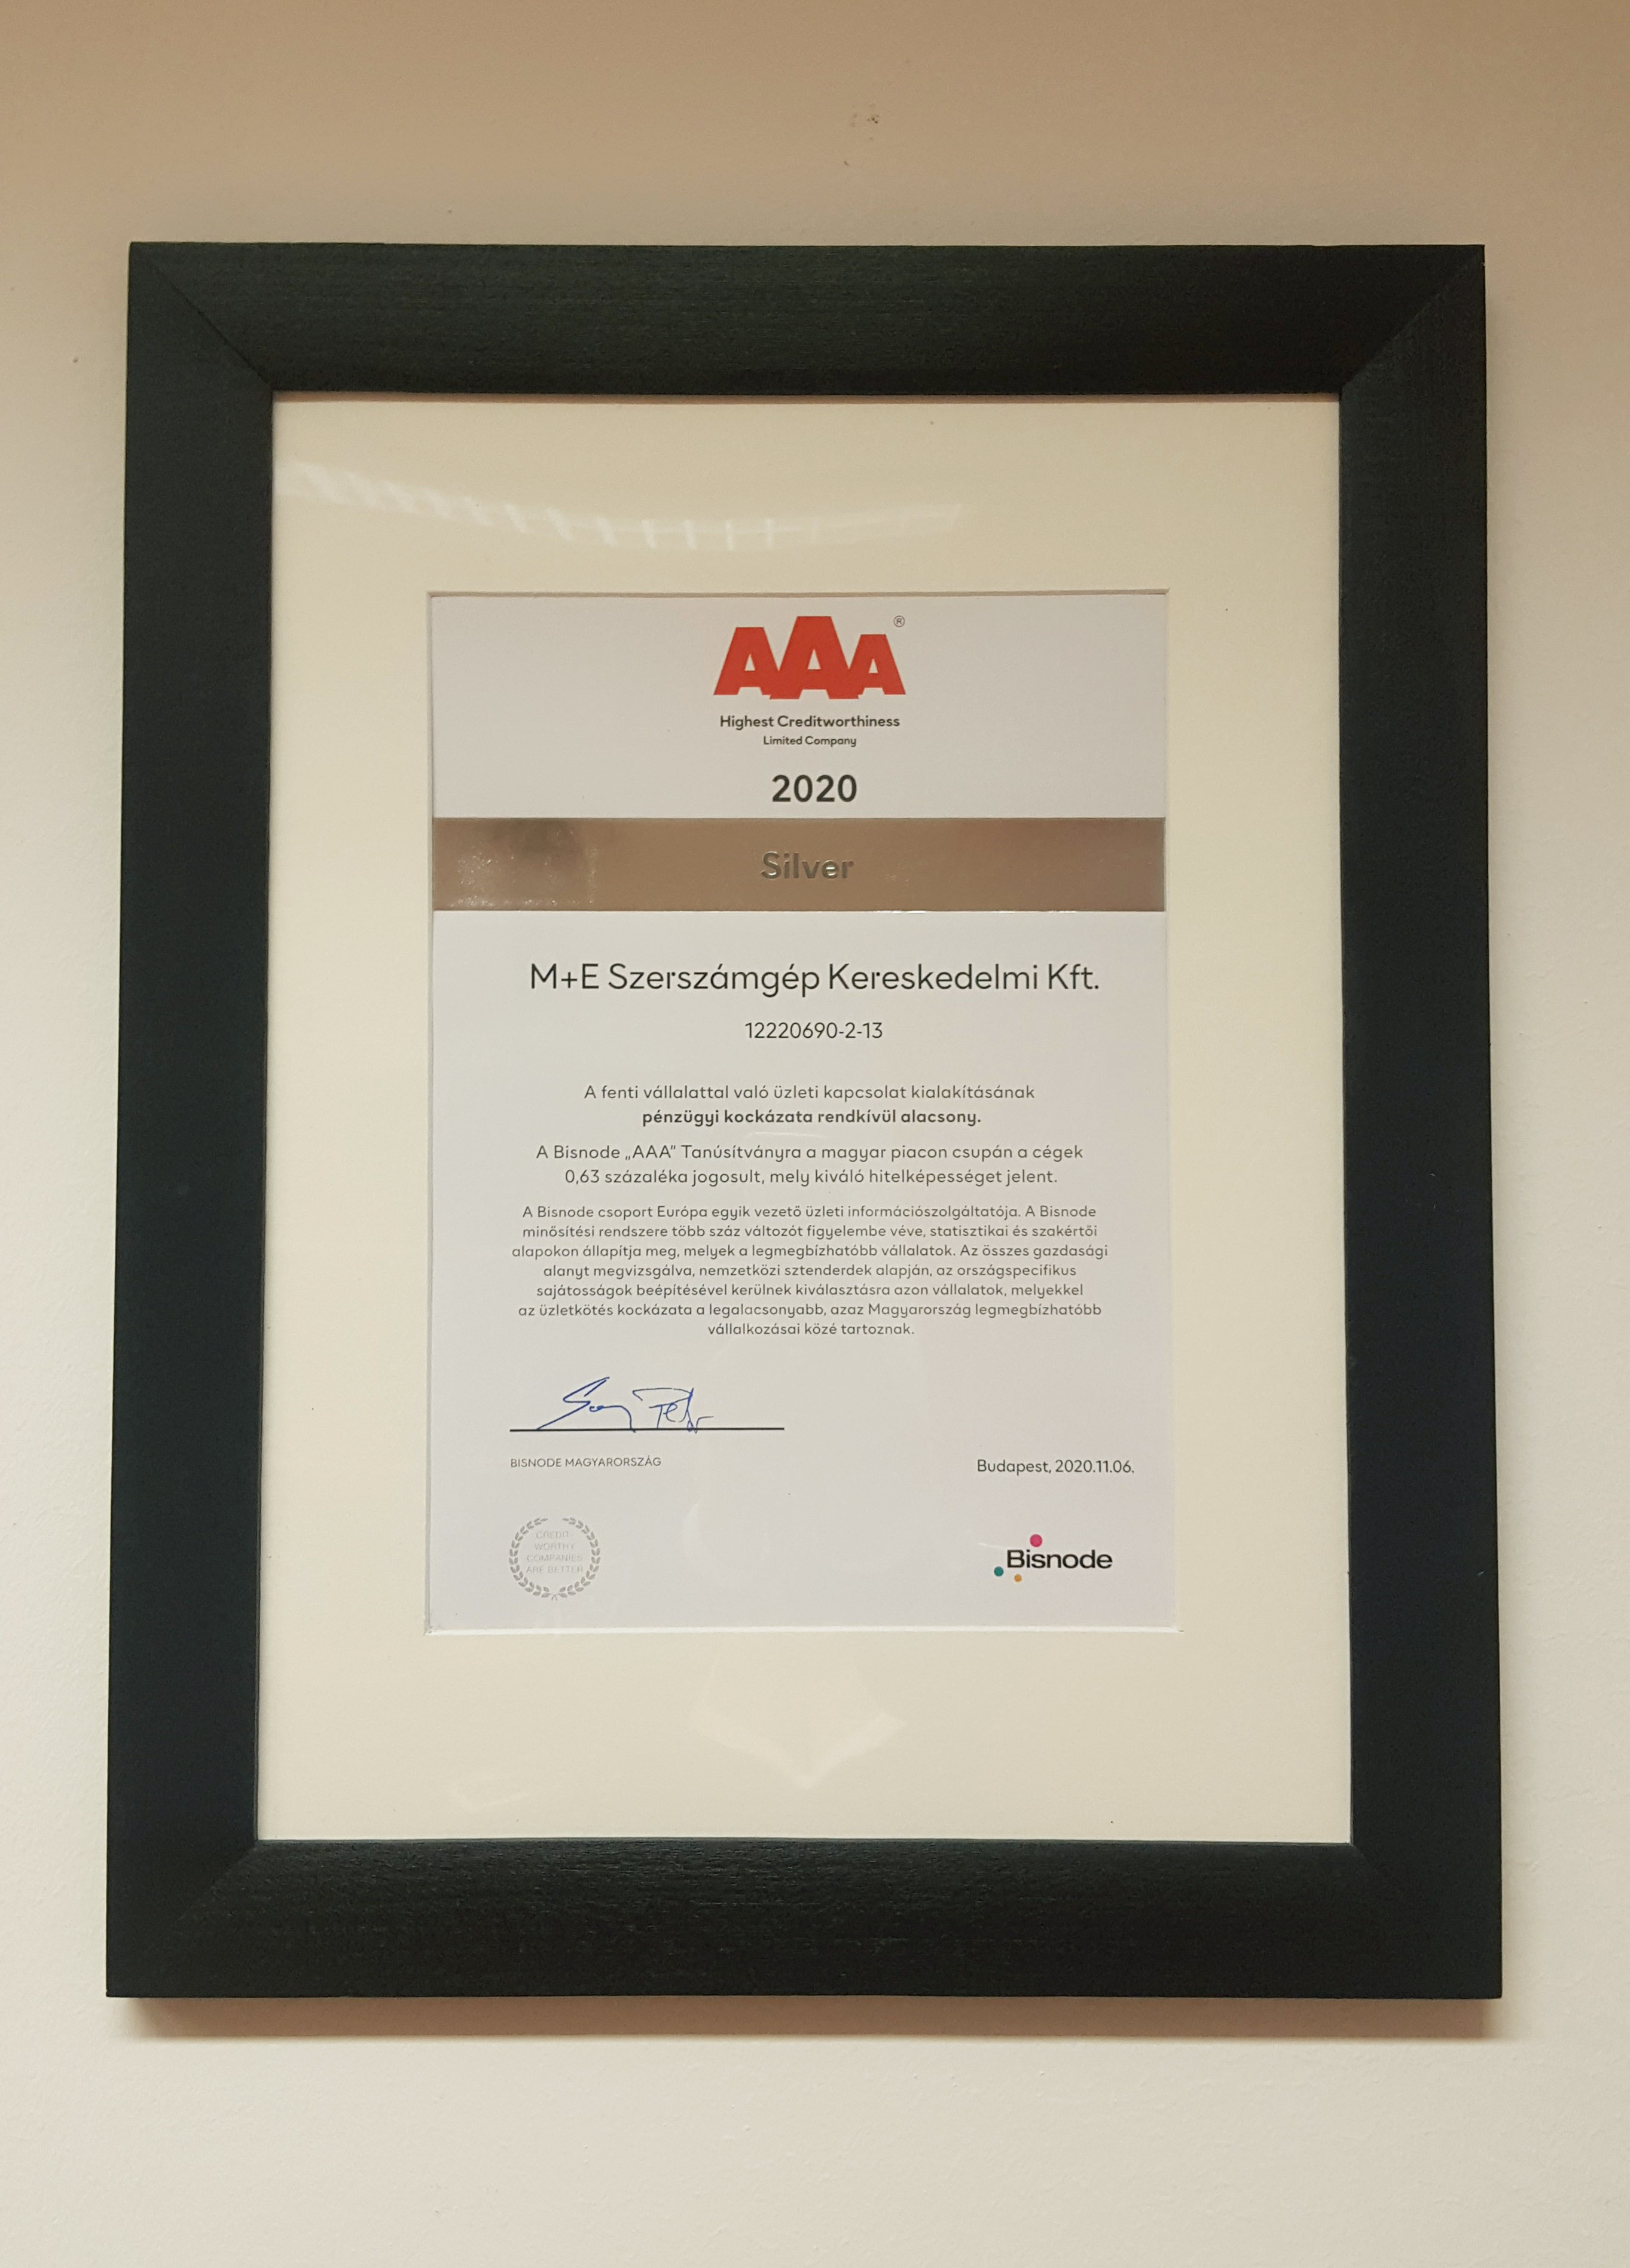 AAA®
Highest Creditworthiness
Limited Company
2020
Silver
M+E Szerszámgép Kereskedelmi Kft.
12220690-2-13
A fenti vállalattal való üzleti kapcsolat kialakításának
pénzügyi kockázata rendkívül alacsony.
A Bisnode „AAA” Tanúsítványra a magyar piacon csupán a cégek
0,63 százaléka jogosult, mely kiváló hitelképességet jelent.
A Bisnode csoport Európa egyik vezető üzleti információszolgáltatója. A Bisnode
minősítési rendszere több száz változót figyelembe véve, statisztikai és szakértői
alapokon állapítja meg, melyek a legmegbízhatóbb vállalatok. Az összes gazdasági
alanyt megvizsgálva, nemzetközi sztenderdek alapján, az országspecifikus
sajátosságok beépítésével kerülnek kiválasztásra azon vállalatok, melyekkel
az üzletkötés kockázata a legalacsonyabb, azaz Magyarország legmegbízhatóbb
vállalkozásai közé tartoznak.
BISNODE MAGYARORSZÁG
Budapest, 2020.11.06.
CREDIT-
WORTHY
COMPANIES
ARE BETTER
Bisnode